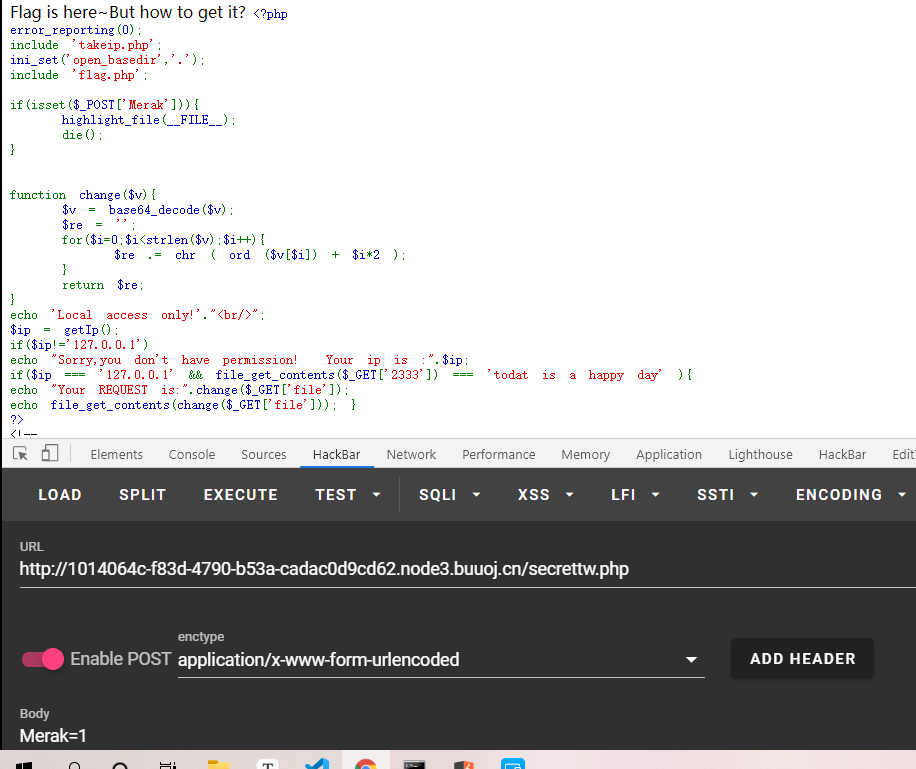 Flag is here~But how to get it? <?php
error_reporting(0);
include 'takeip.php';
ini_set('open_basedir','.');
include 'flag.php';
if(isset($_POST['Merak'])){
highlight_file(__FILE__);
die();
}
function change($v){
$v = base64_decode($v);
$re = '';
for($i=0;$i<strlen($v);$i++){
$re .= chr ( ord ($v[$i]) + $i*2 );
}
return $re;
}
echo 'Local access only!'."<br/>";
$ip = getIp();
if($ip!='127.0.0.1')
echo "Sorry,you don't have permission! Your ip is :".$ip;
if($ip === '127.0.0.1' && file_get_contents($_GET['2333']) === 'todat is a happy day' ){
echo "Your REQUEST is:".change($_GET['file']);
echo file_get_contents(change($_GET['file'])); }
?>
<!--
Elements Console Sources HackBar Network Performance Memory Application Lighthouse HackBar Edit
LOAD SPLIT EXECUTE TEST SQLI XSS LFI SSTI ENCODING
URL
http://1014064c-f83d-4790-b53a-cadac0d9cd62.node3.buuoj.cn/secrettw.php
enctype
Enable POST application/x-www-form-urlencoded ADD HEADER
Body
Merak=1